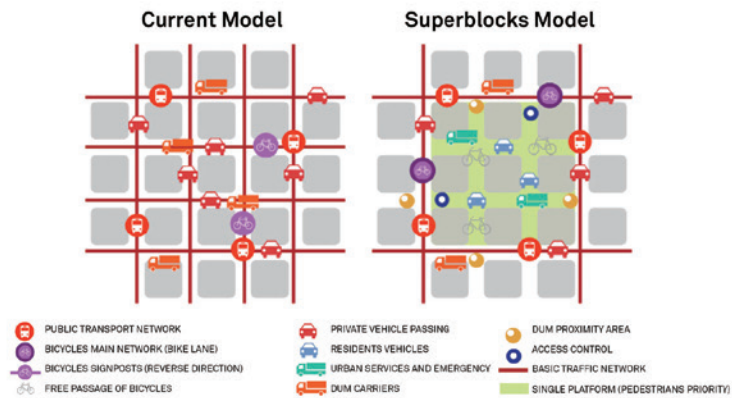 Current Model
Superblocks Model
PUBLIC TRANSPORT NETWORK
BICYCLES MAIN NETWORK (BIKE LANE)
BICYCLES SIGNPOSTS (REVERSE DIRECTION)
FREE PASSAGE OF BICYCLES
PRIVATE VEHICLE PASSING
RESIDENTS VEHICLES
URBAN SERVICES AND EMERGENCY
DUM CARRIERS
DUM PROXIMITY AREA
ACCESS CONTROL
BASIC TRAFFIC NETWORK
SINGLE PLATFORM (PEDESTRIANS PRIORITY)